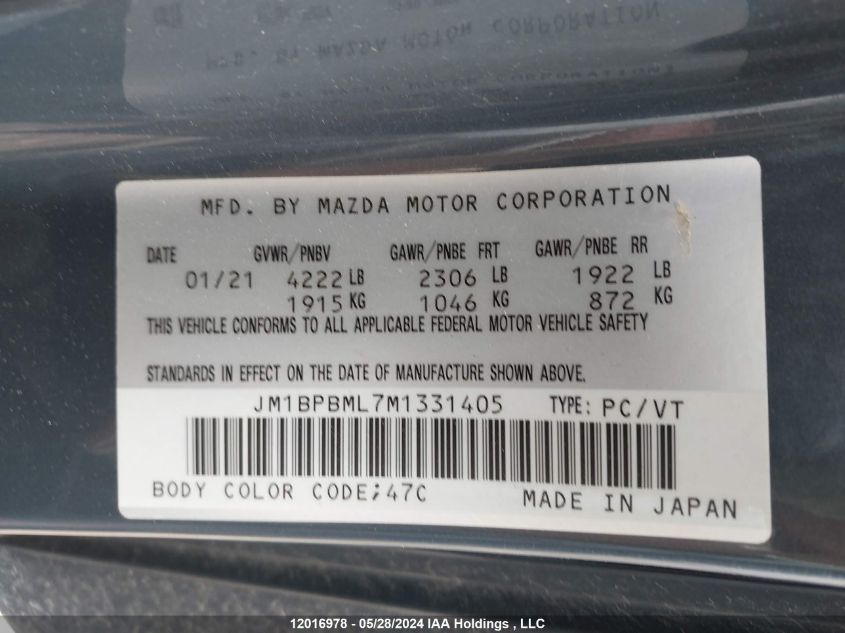 MFD. BY MAZDA MOTOR CORPORATION
DATE GVWR/PNBV GAWR/PNBE FRT GAWR/PNBE RR
01/21 4222 LB 2306 LB 1922 LB
1915 KG 1046 KG 872 KG
THIS VEHICLE CONFORMS TO ALL APPLICABLE FEDERAL MOTOR VEHICLE SAFETY
STANDARDS IN EFFECT ON THE DATE OF MANUFACTURE SHOWN ABOVE.
JM1BPBML7M1331405 TYPE: PC/VT
BODY COLOR CODE;47C MADE IN JAPAN
12016978 - 05/28/2024 IAA Holdings , LLC